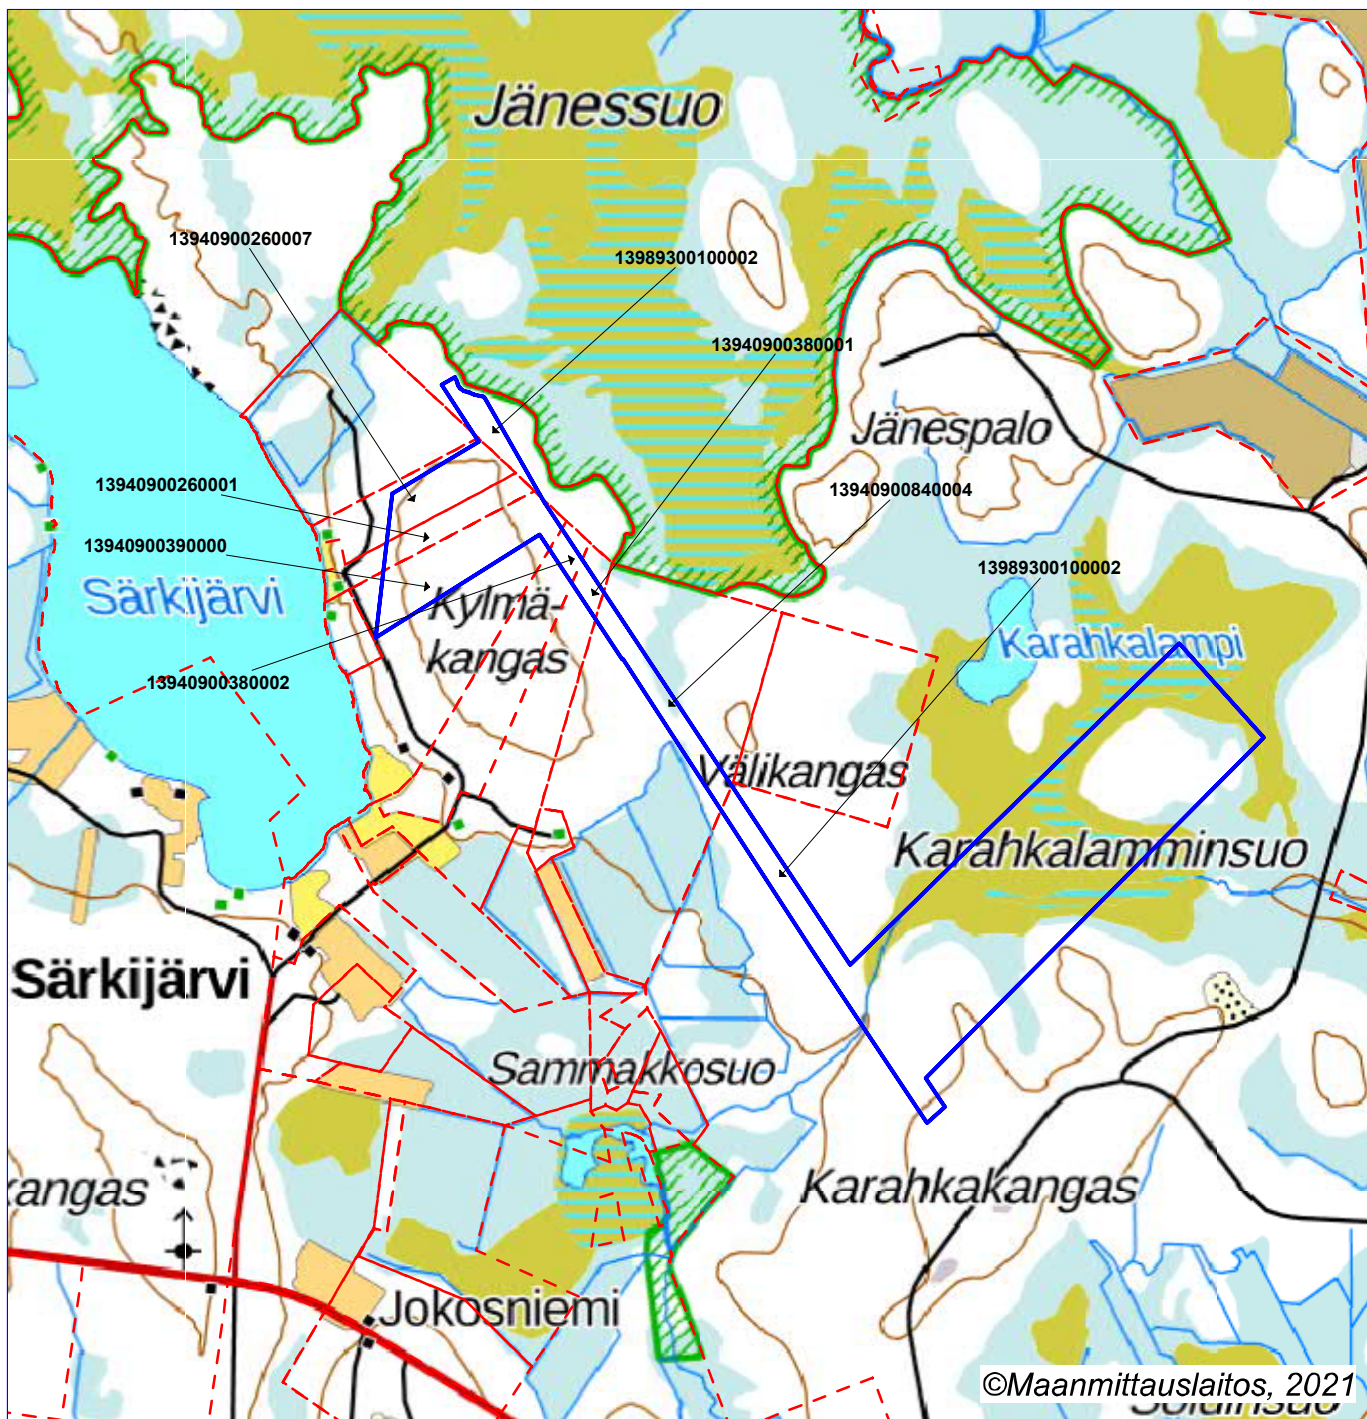 Jänessuo
13940900260007
13989300100002
13940900380001
Jänespalo
13940900260001
13940900840004
13940900390000
13989300100002
Särkijärvi
Kylmä-
kangas
Karahkalampi
13940900380002
Välikangas
Karahkalamminsuo
Särkijärvi
Sammakkosuo
kangas
Karahkakangas
Jokosniemi
©Maanmittauslaitos, 2021